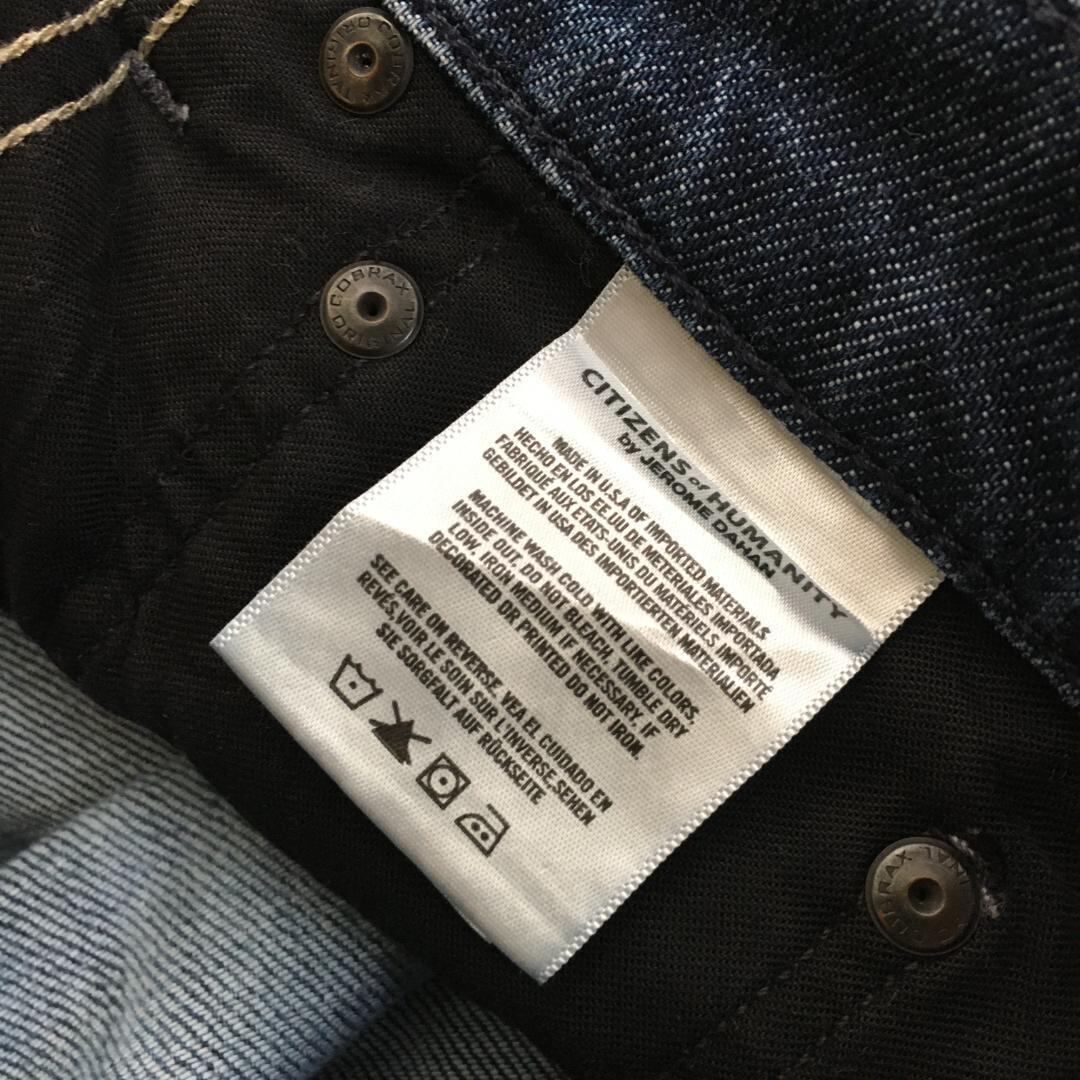 COBRAX ORIGINAL
COBRAX ORIGINAL
CITIZENS of HUMANITY
by JEROME DAHAN
MADE IN U.S.A OF IMPORTED MATERIALS
HECHO EN LOS EE.DU DE METERIALES IMPORTADA
FABRIQUÉ AUX ETATS-UNIS DU MATÉRIELS IMPORTÉ
GEBILDET IN USA DES IMPORTIERTEN MATERIALIEN
MACHINE WASH COLD WITH LIKE COLORS,
INSIDE OUT. DO NOT BLEACH, TUMBLE DRY
LOW. IRON MEDIUM IF NECESSARY. IF
DECORATED OR PRINTED DO NOT IRON.
SEE CARE ON REVERSE. VEA EL CUIDADO EN
REVÉS, VOIR LE SOIN SUR L'INVERSE, SEHEN
SIE SORGFALT AUF RÜCKSEITE